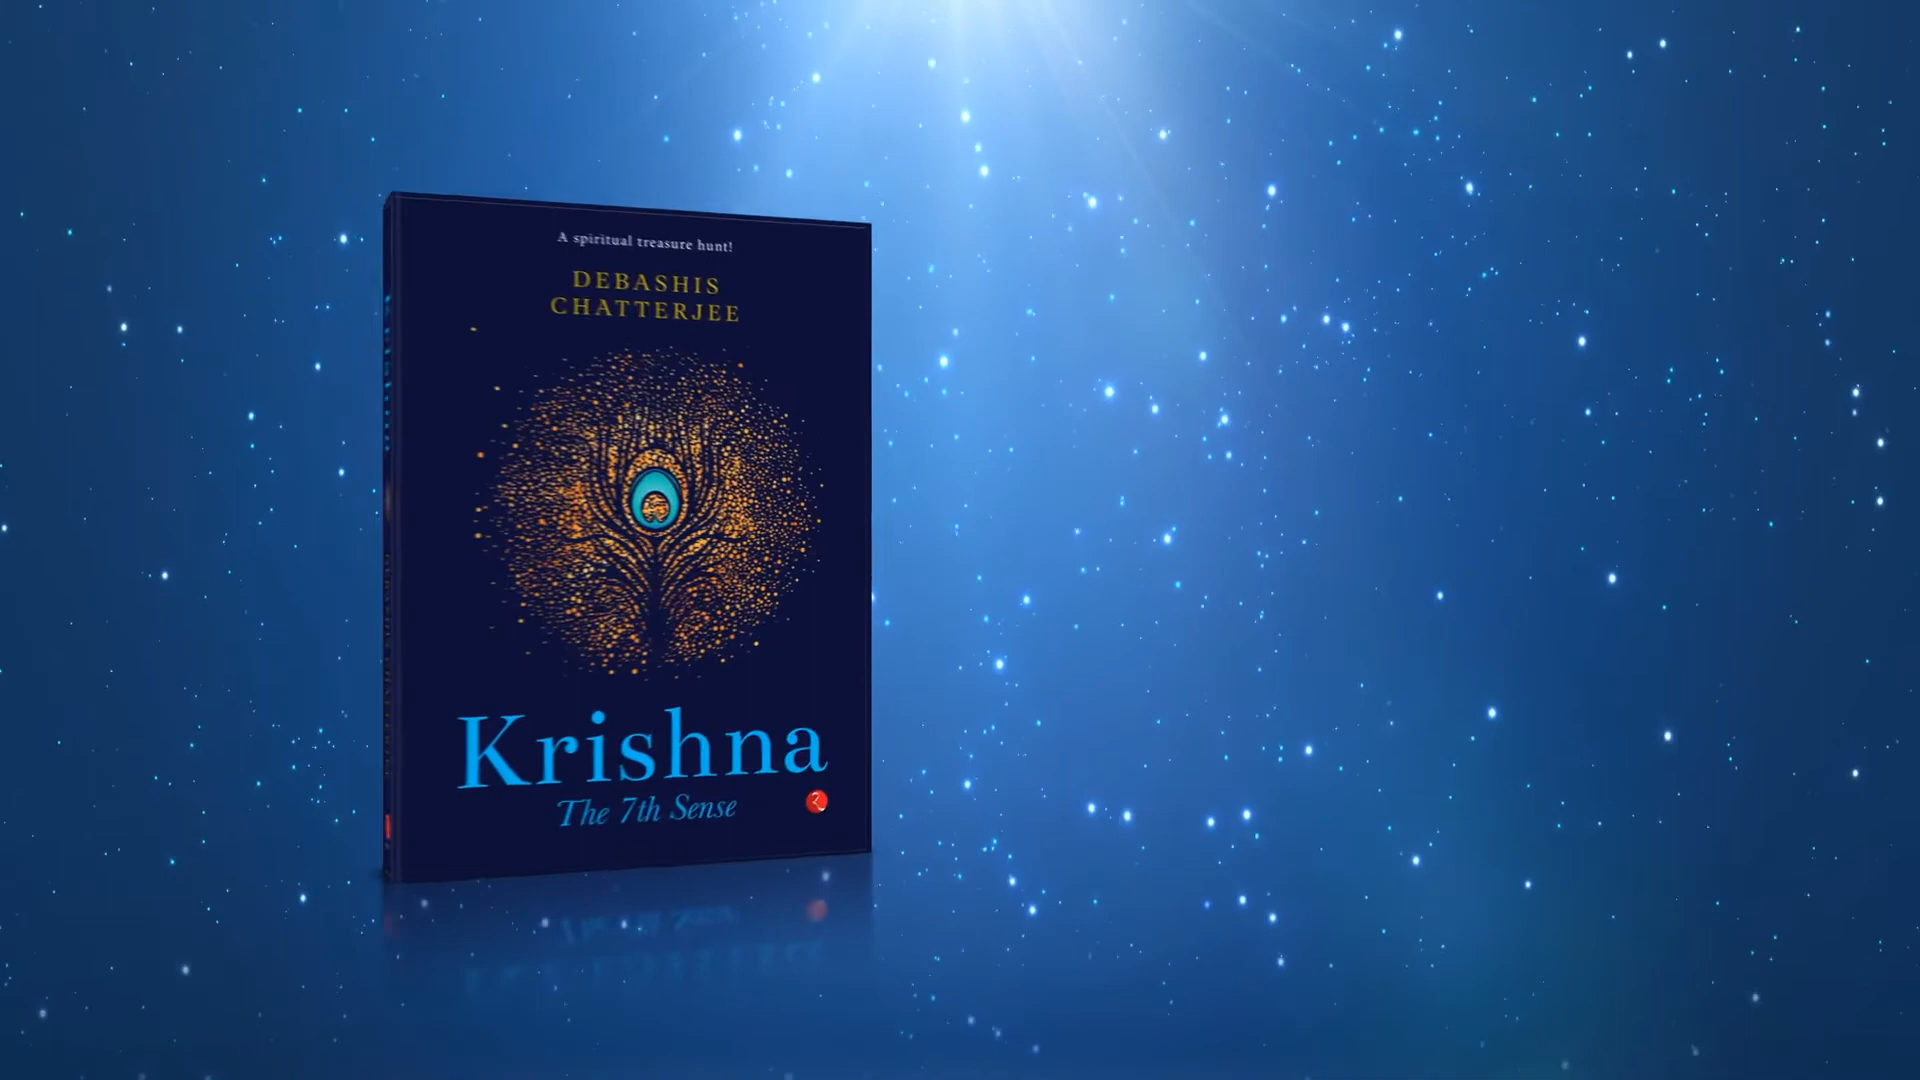 A spiritual treasure hunt!
DEBASHIS
CHATTERJEE
Krishna
The 7th Sense